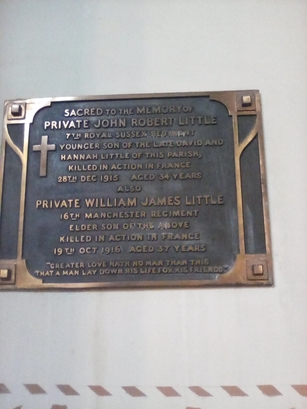 SACRED TO THE MEMORY OF
PRIVATE JOHN ROBERT LITTLE
7TH ROYAL SUSSEX REGIMENT
YOUNGER SON OF THE LATE DAVID AND
HANNAH LITTLE OF THIS PARISH,
KILLED IN ACTION IN FRANCE
28TH DEC 1915. AGED 34 YEARS
ALSO
PRIVATE WILLIAM JAMES LITTLE
16TH MANCHESTER REGIMENT
ELDER SON OF THE ABOVE
KILLED IN ACTION IN FRANCE
19TH OCT 1916. AGED 37 YEARS
"GREATER LOVE HATH NO MAN THAN THIS
THAT A MAN LAY DOWN HIS LIFE FOR HIS FRIENDS"